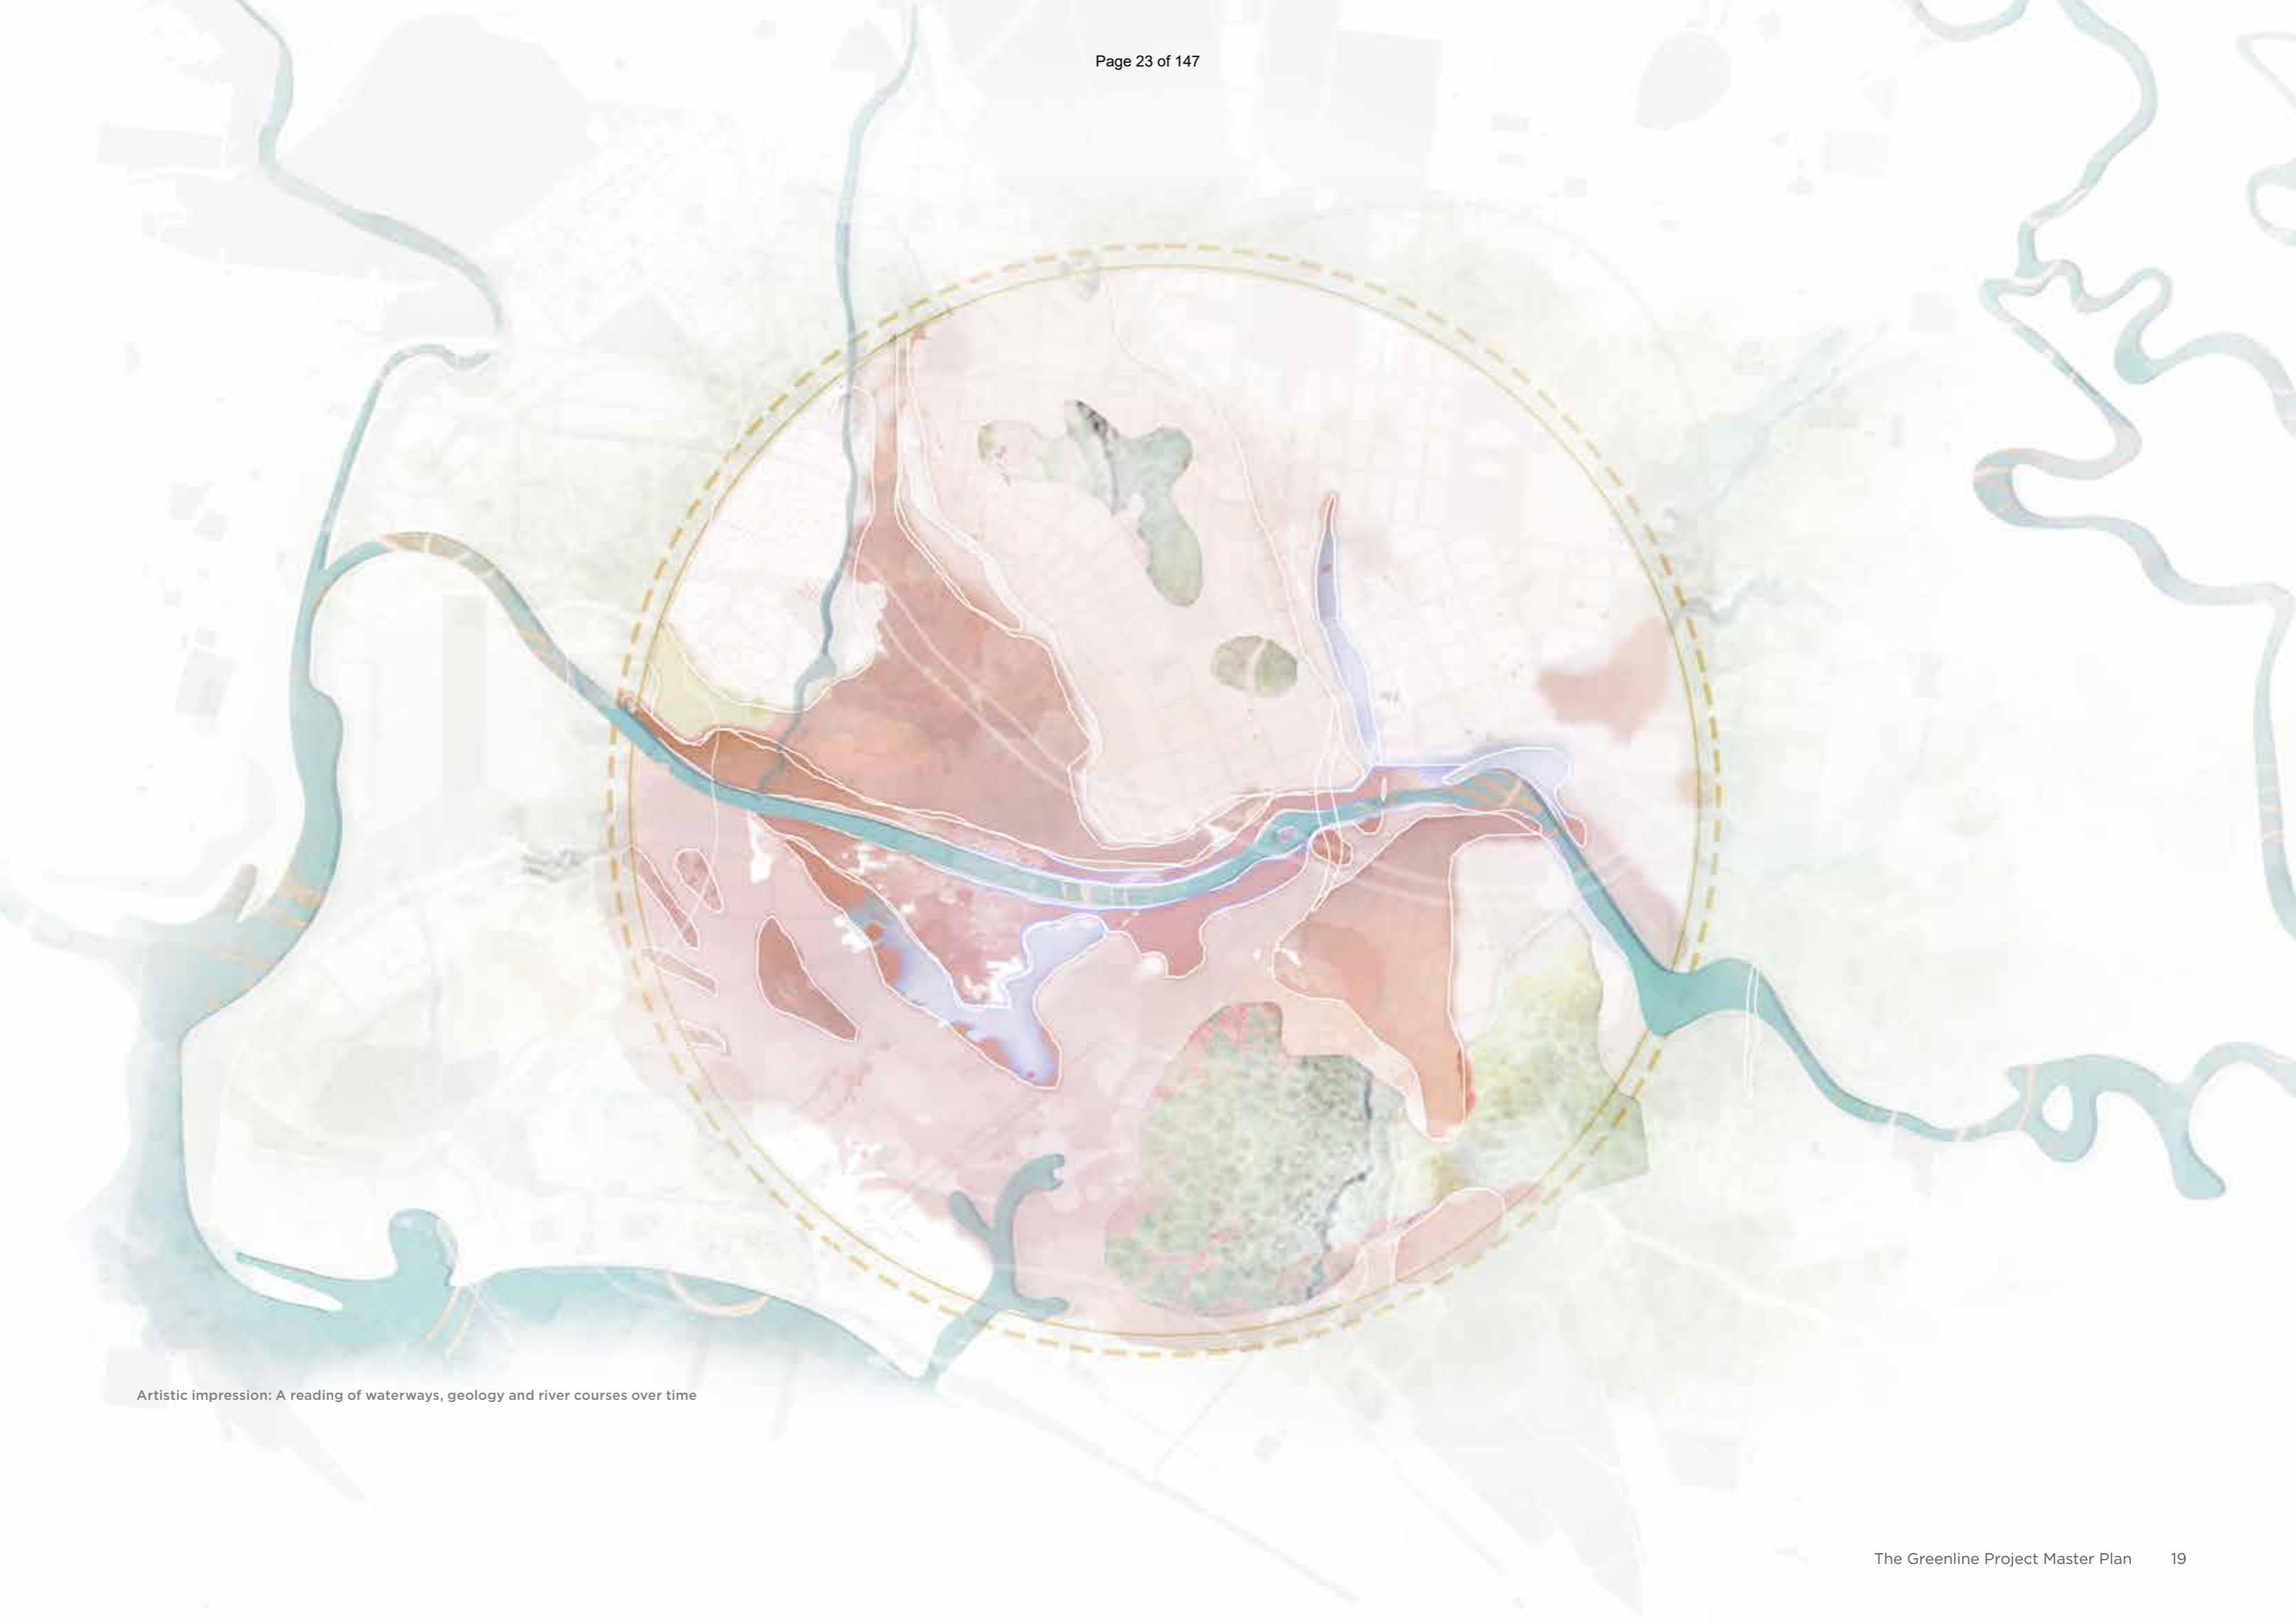 Page 23 of 147
Artistic impression: A reading of waterways, geology and river courses over time
The Greenline Project Master Plan 19